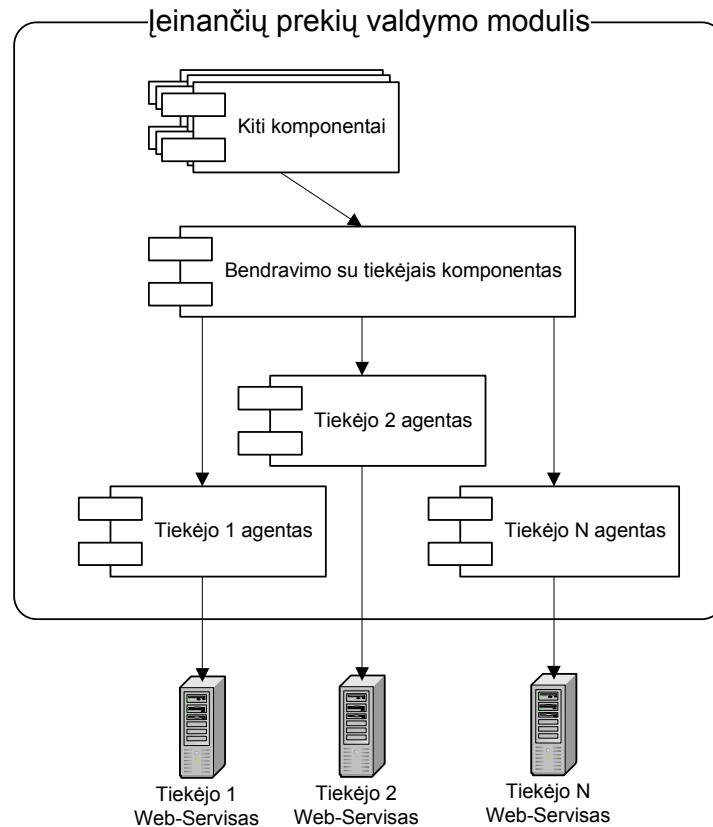 Įeinančių prekių valdymo modulis
Kiti komponentai
Bendravimo su tiekėjais komponentas
Tiekėjo 2 agentas
Tiekėjo 1 agentas
Tiekėjo N agentas
Tiekėjo 1
Web-Servisas
Tiekėjo 2
Web-Servisas
Tiekėjo N
Web-Servisas